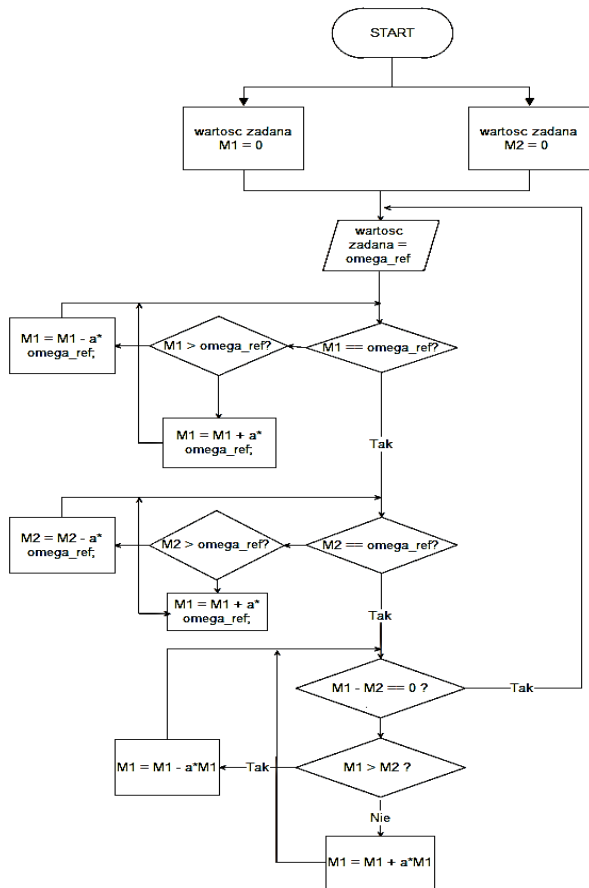 START
wartosc zadana
M1 = 0
wartosc zadana
M2 = 0
wartosc
zadana =
omega_ref
M1 = M1 - a*
omega_ref;
M1 > omega_ref?
M1 == omega_ref?
M1 = M1 + a*
omega_ref;
Tak
M2 = M2 - a*
omega_ref;
M2 > omega_ref?
M2 == omega_ref?
M1 = M1 + a*
omega_ref;
Tak
M1 - M2 == 0 ?
Tak
M1 = M1 - a*M1
Tak
M1 > M2 ?
Nie
M1 = M1 + a*M1